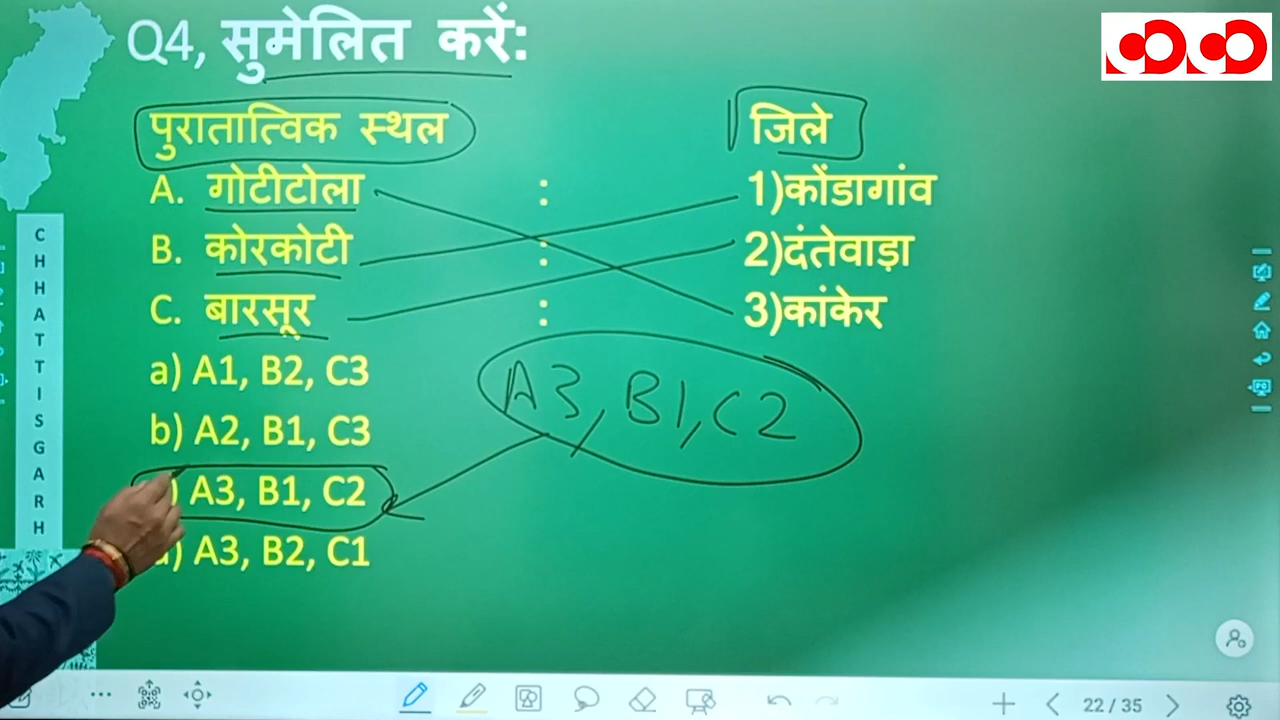 Q4, सुमेलित करें:
पुरातात्विक स्थल जिले
A. गोटीटोला : 1)कोंडागांव
B. कोरकोटी : 2)दंतेवाड़ा
C. बारसूर : 3)कांकेर
a) A1, B2, C3
A3, B1, C2
b) A2, B1, C3
) A3, B1, C2
d) A3, B2, C1
CHHATTISGARH
22 / 35